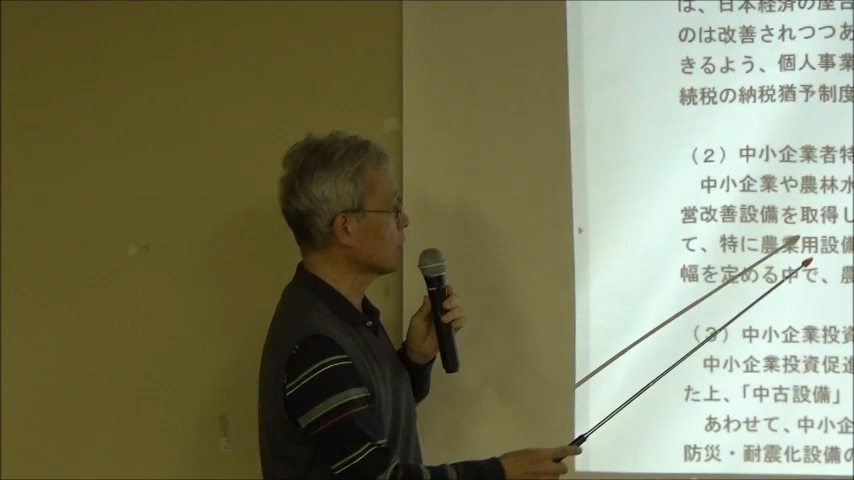 は、日本経済の屋台
のは改善されつつあ
きるよう、個人事業
続税の納税猶予制度
（２）中小企業者特
中小企業や農林水
営改善設備を取得し
て、特に農業用設備
幅を定める中で、農
（３）中小企業投資
中小企業投資促進
た上、「中古設備」
あわせて、中小企
防災・耐震化設備の